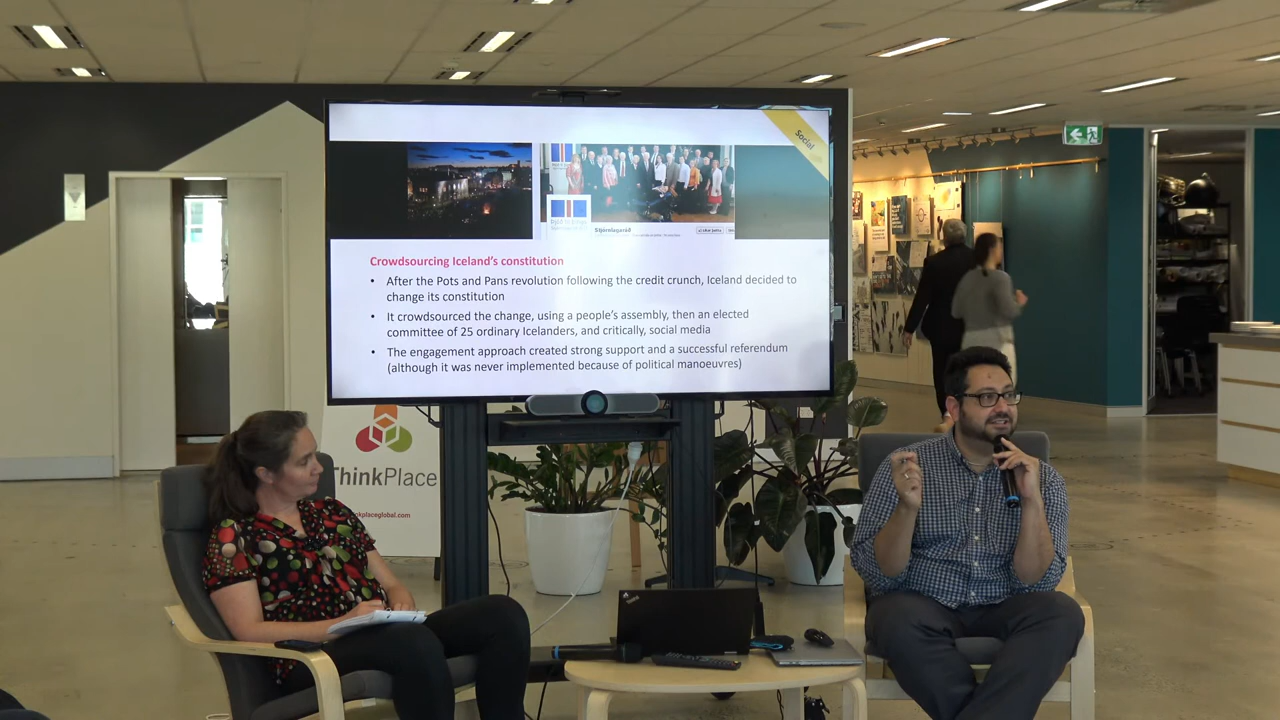 Social
Stjórnlagaráð
Crowdsourcing Iceland's constitution
• After the Pots and Pans revolution following the credit crunch, Iceland decided to
change its constitution
• It crowdsourced the change, using a people's assembly, then an elected
committee of 25 ordinary Icelanders, and critically, social media
• The engagement approach created strong support and a successful referendum
(although it was never implemented because of political manoeuvres)
ThinkPlace
nkplaceglobal.com